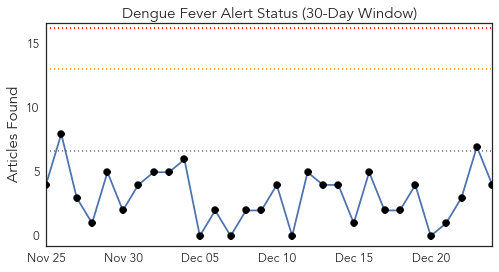 Dengue Fever Alert Status (30-Day Window)
Articles Found
15
10
5
0
Nov 25 Nov 30 Dec 05 Dec 10 Dec 15 Dec 20